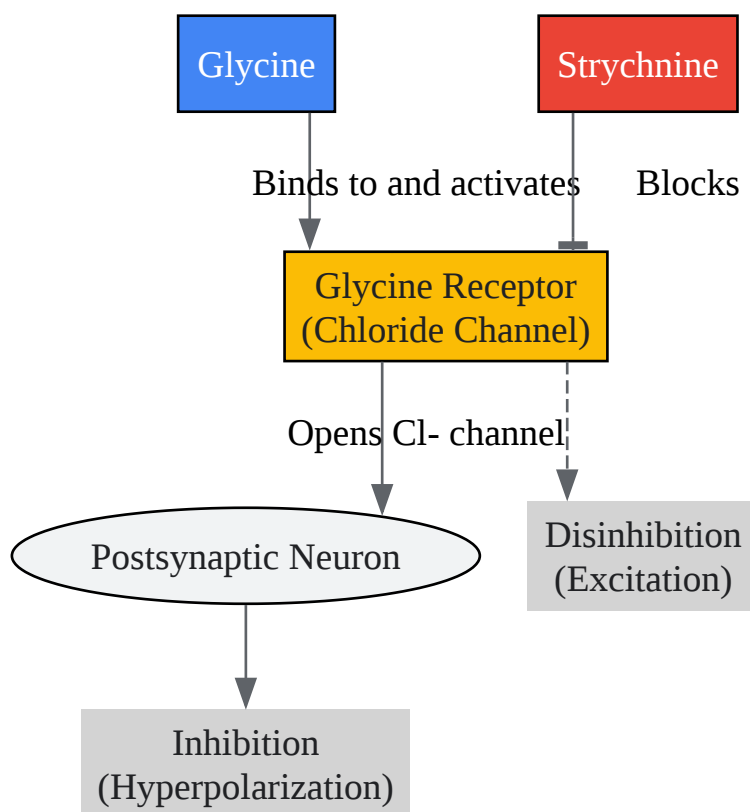 Glycine
Strychnine
Binds to and activates
Blocks
Glycine Receptor
(Chloride Channel)
Opens Cl- channel
Postsynaptic Neuron
Disinhibition
(Excitation)
Inhibition
(Hyperpolarization)